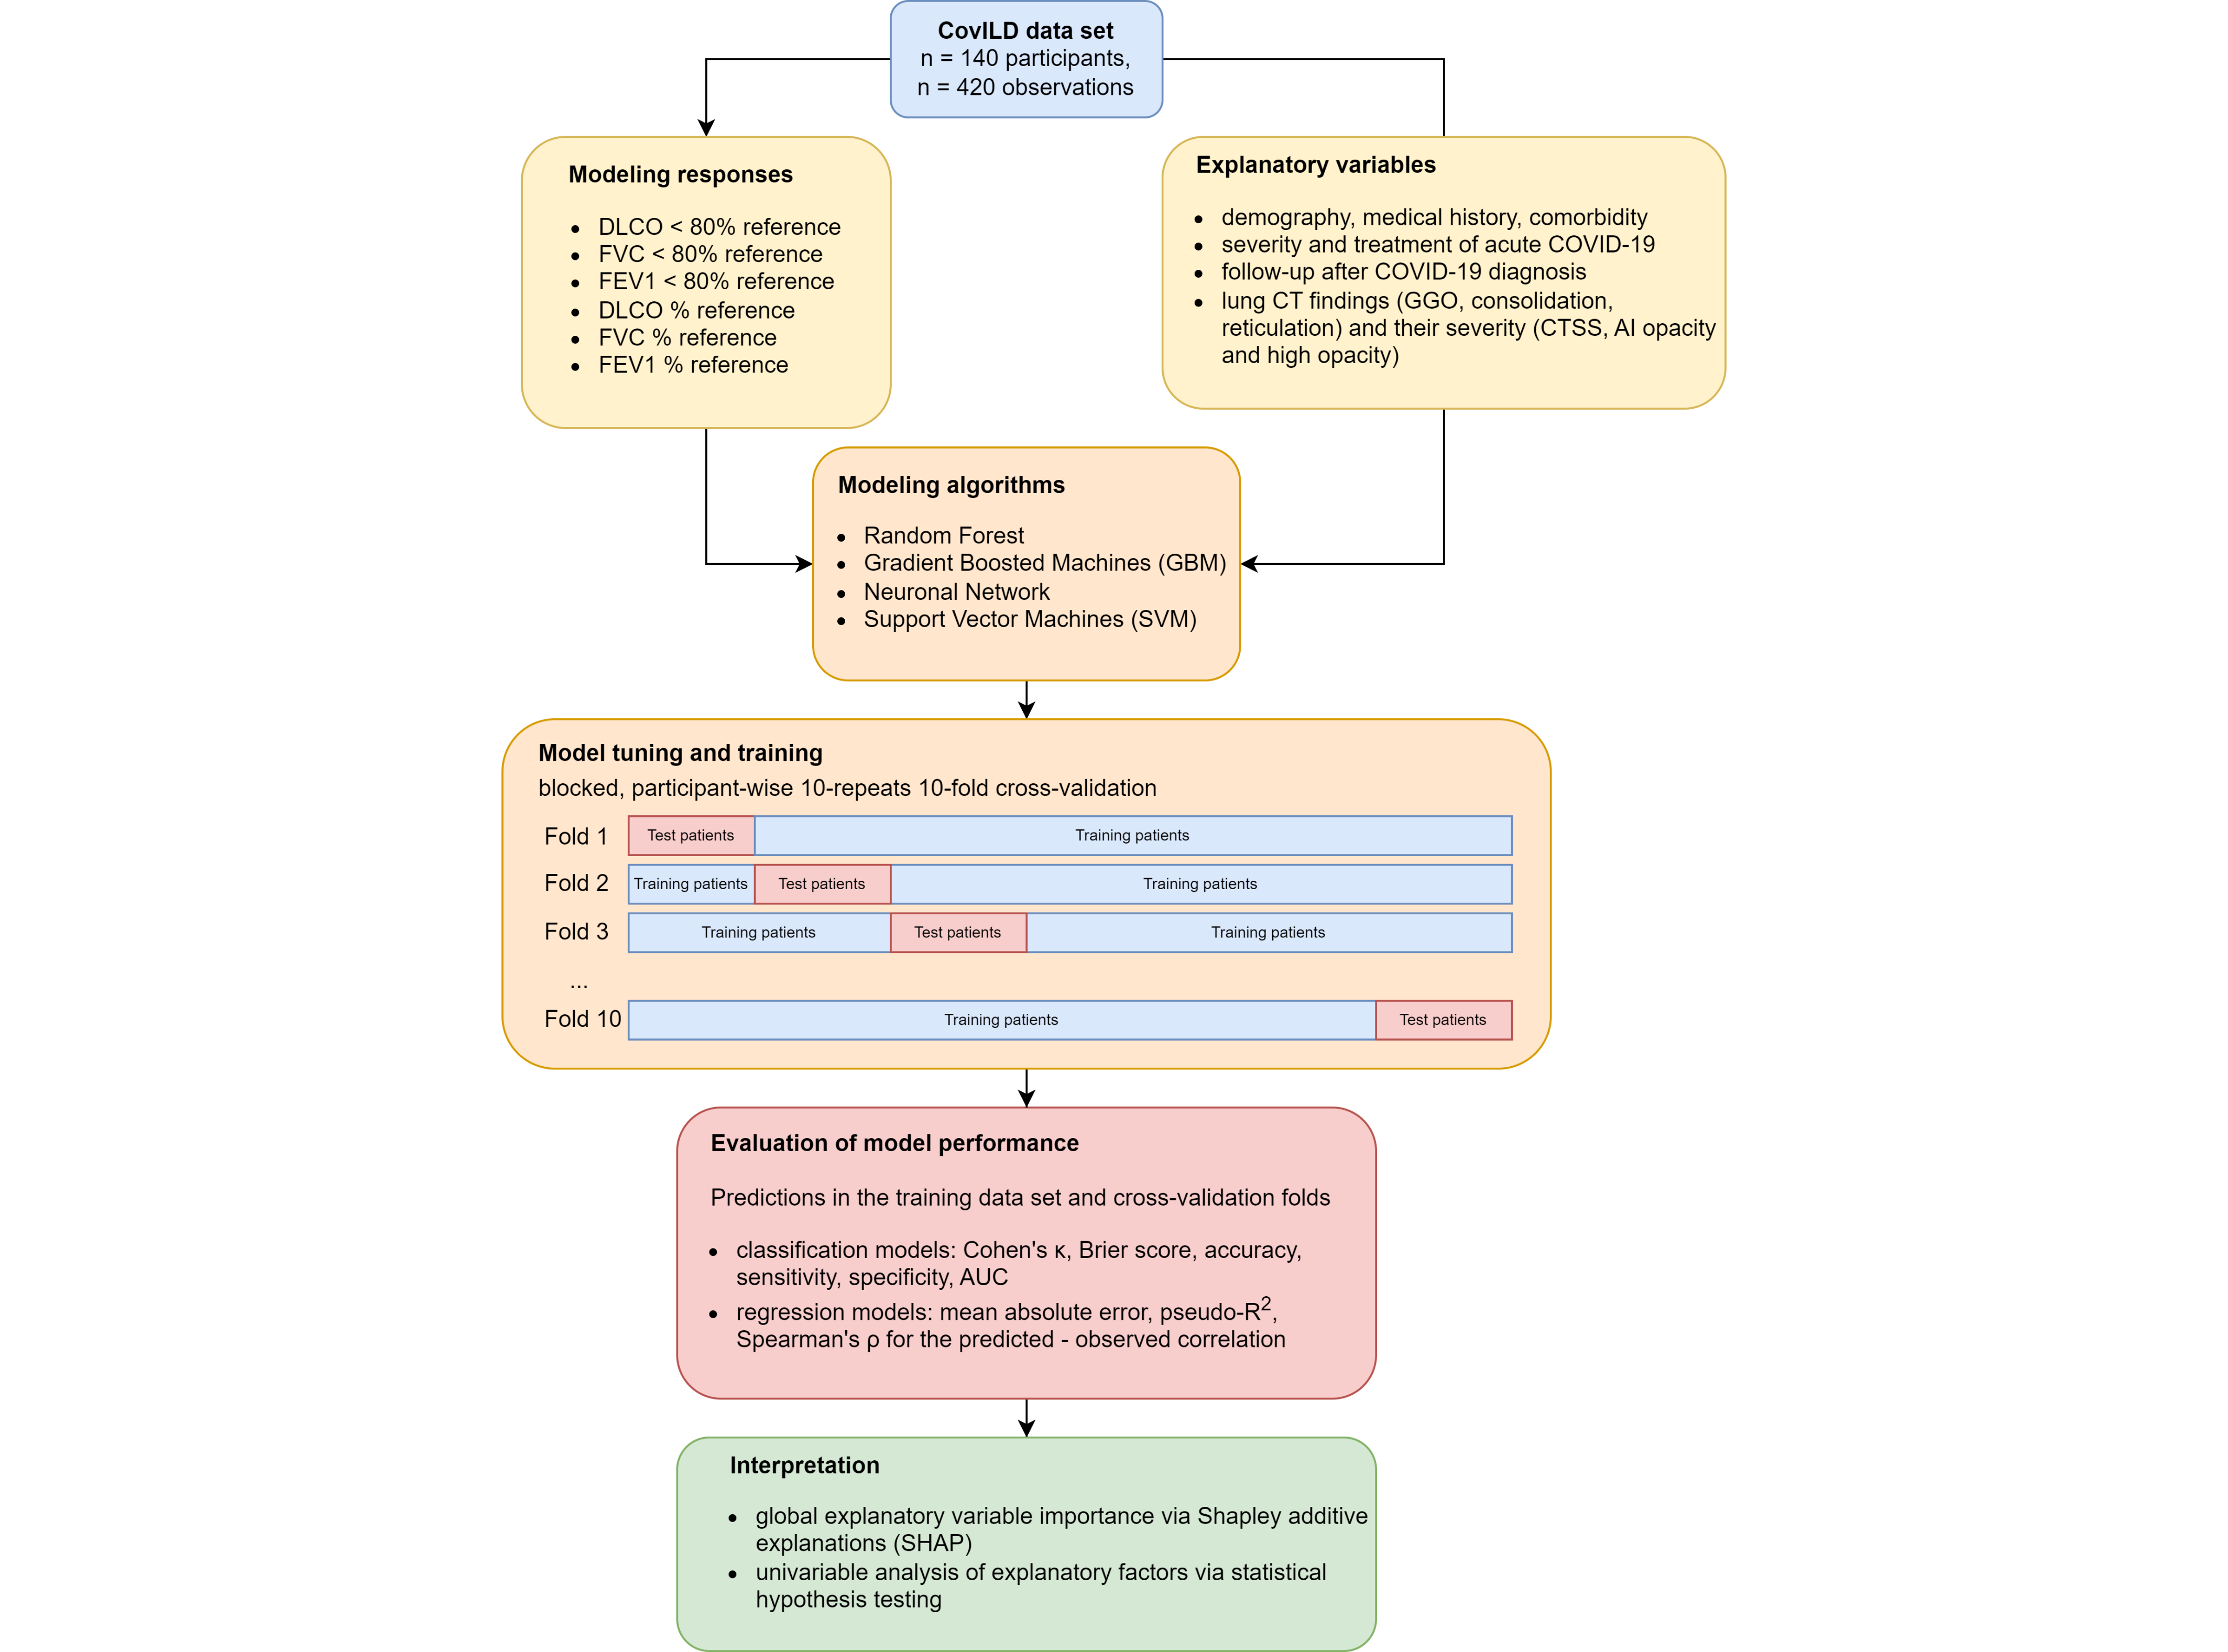 CovILD data set
n = 140 participants,
n = 420 observations
Modeling responses
• DLCO < 80% reference
• FVC < 80% reference
• FEV1 < 80% reference
• DLCO % reference
• FVC % reference
• FEV1 % reference
Explanatory variables
• demography, medical history, comorbidity
• severity and treatment of acute COVID-19
• follow-up after COVID-19 diagnosis
• lung CT findings (GGO, consolidation,
reticulation) and their severity (CTSS, AI opacity
and high opacity)
Modeling algorithms
• Random Forest
• Gradient Boosted Machines (GBM)
• Neuronal Network
• Support Vector Machines (SVM)
Model tuning and training
blocked, participant-wise 10-repeats 10-fold cross-validation
Fold 1 Test patients Training patients
Fold 2 Training patients Test patients Training patients
Fold 3 Training patients Test patients Training patients
...
Fold 10 Training patients Test patients
Evaluation of model performance
Predictions in the training data set and cross-validation folds
• classification models: Cohen's κ, Brier score, accuracy,
sensitivity, specificity, AUC
• regression models: mean absolute error, pseudo-R²,
Spearman's ρ for the predicted - observed correlation
Interpretation
• global explanatory variable importance via Shapley additive
explanations (SHAP)
• univariable analysis of explanatory factors via statistical
hypothesis testing